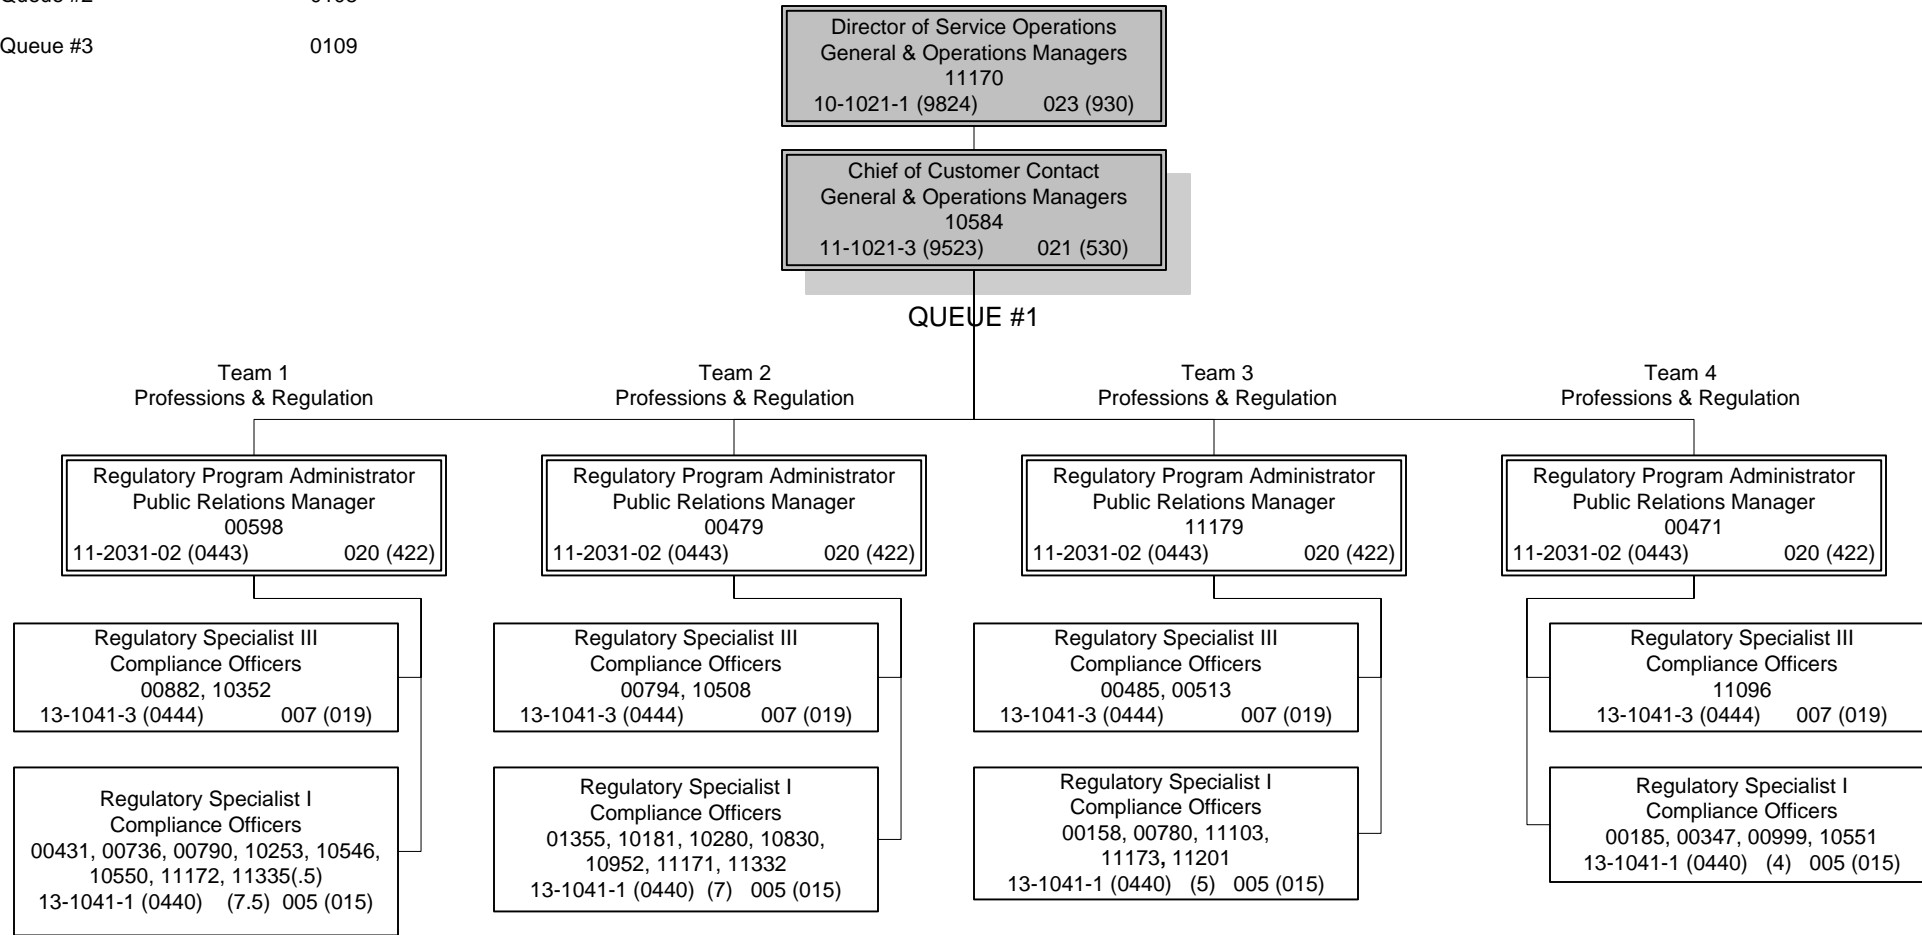 Queue #3 0109
Director of Service Operations
General & Operations Managers
11170
10-1021-1 (9824) 023 (930)
Chief of Customer Contact
General & Operations Managers
10584
11-1021-3 (9523) 021 (530)
QUEUE #1
Team 1
Professions & Regulation
Team 2
Professions & Regulation
Team 3
Professions & Regulation
Team 4
Professions & Regulation
Regulatory Program Administrator
Public Relations Manager
00598
11-2031-02 (0443) 020 (422)
Regulatory Program Administrator
Public Relations Manager
00479
11-2031-02 (0443) 020 (422)
Regulatory Program Administrator
Public Relations Manager
11179
11-2031-02 (0443) 020 (422)
Regulatory Program Administrator
Public Relations Manager
00471
11-2031-02 (0443) 020 (422)
Regulatory Specialist III
Compliance Officers
00882, 10352
13-1041-3 (0444) 007 (019)
Regulatory Specialist III
Compliance Officers
00794, 10508
13-1041-3 (0444) 007 (019)
Regulatory Specialist III
Compliance Officers
00485, 00513
13-1041-3 (0444) 007 (019)
Regulatory Specialist III
Compliance Officers
11096
13-1041-3 (0444) 007 (019)
Regulatory Specialist I
Compliance Officers
00431, 00736, 00790, 10253, 10546,
10550, 11172, 11335(.5)
13-1041-1 (0440) (7.5) 005 (015)
Regulatory Specialist I
Compliance Officers
01355, 10181, 10280, 10830,
10952, 11171, 11332
13-1041-1 (0440) (7) 005 (015)
Regulatory Specialist I
Compliance Officers
00158, 00780, 11103,
11173, 11201
13-1041-1 (0440) (5) 005 (015)
Regulatory Specialist I
Compliance Officers
00185, 00347, 00999, 10551
13-1041-1 (0440) (4) 005 (015)